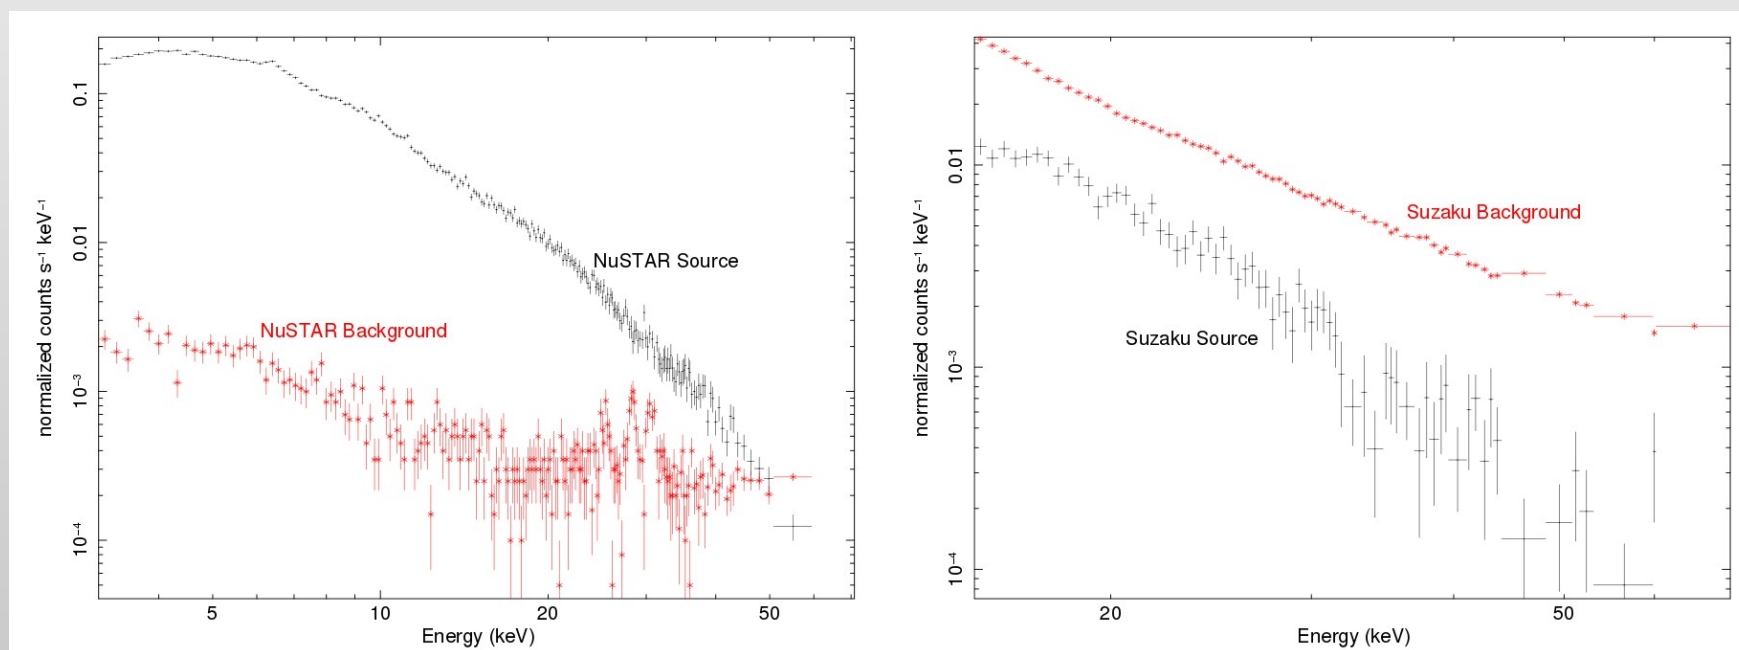 NuSTAR Source
NuSTAR Background
normalized counts s⁻¹ keV⁻¹
0.1
0.01
10⁻³
10⁻⁴
5 10 20 50
Energy (keV)
Suzaku Background
Suzaku Source
normalized counts s⁻¹ keV⁻¹
0.01
10⁻³
10⁻⁴
20 50
Energy (keV)